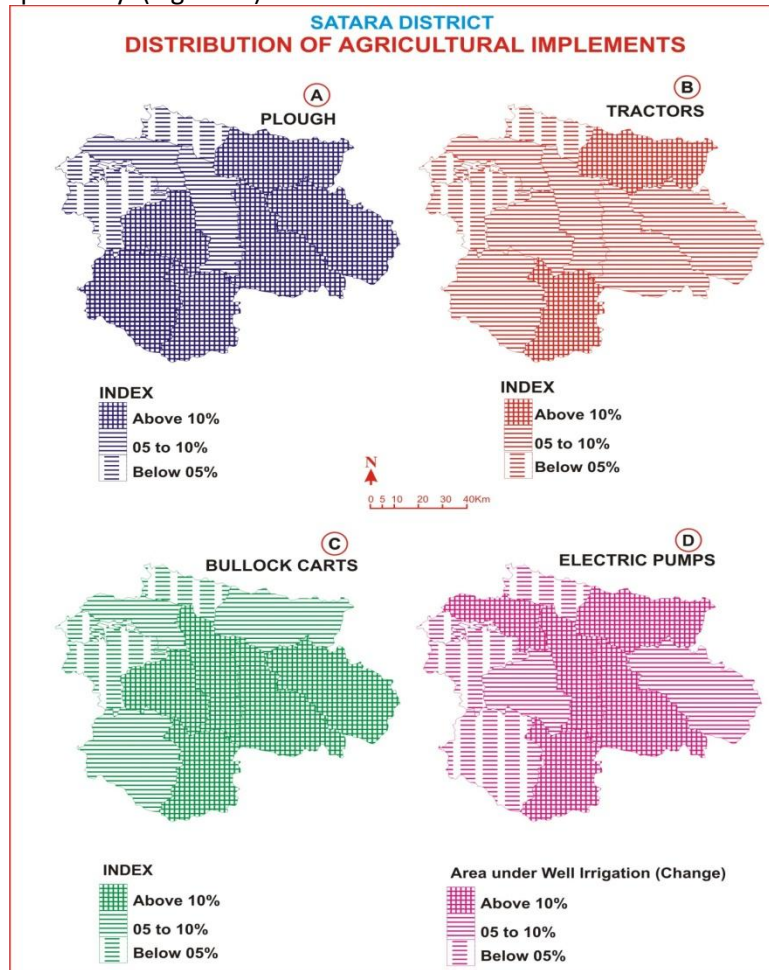 SATARA DISTRICT
DISTRIBUTION OF AGRICULTURAL IMPLEMENTS
A
PLOUGH
B
TRACTORS
INDEX
Above 10%
05 to 10%
Below 05%
INDEX
Above 10%
05 to 10%
Below 05%
N
0 5 10 20 30 40Km
C
BULLOCK CARTS
D
ELECTRIC PUMPS
INDEX
Above 10%
05 to 10%
Below 05%
Area under Well Irrigation (Change)
Above 10%
05 to 10%
Below 05%